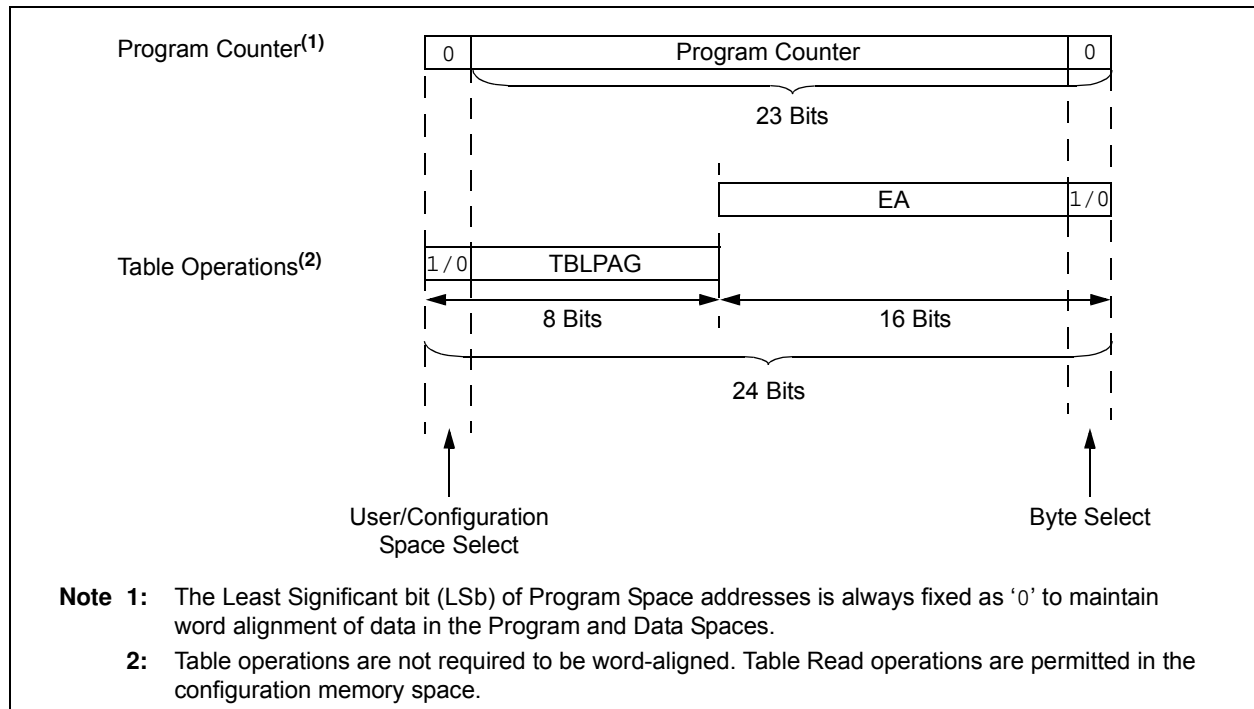 Program Counter(1)
0 Program Counter 0
23 Bits
EA 1/0
Table Operations(2)
1/0 TBLPAG
8 Bits 16 Bits
24 Bits
User/Configuration
Space Select
Byte Select
Note 1: The Least Significant bit (LSb) of Program Space addresses is always fixed as ‘0’ to maintain
word alignment of data in the Program and Data Spaces.
2: Table operations are not required to be word-aligned. Table Read operations are permitted in the
configuration memory space.